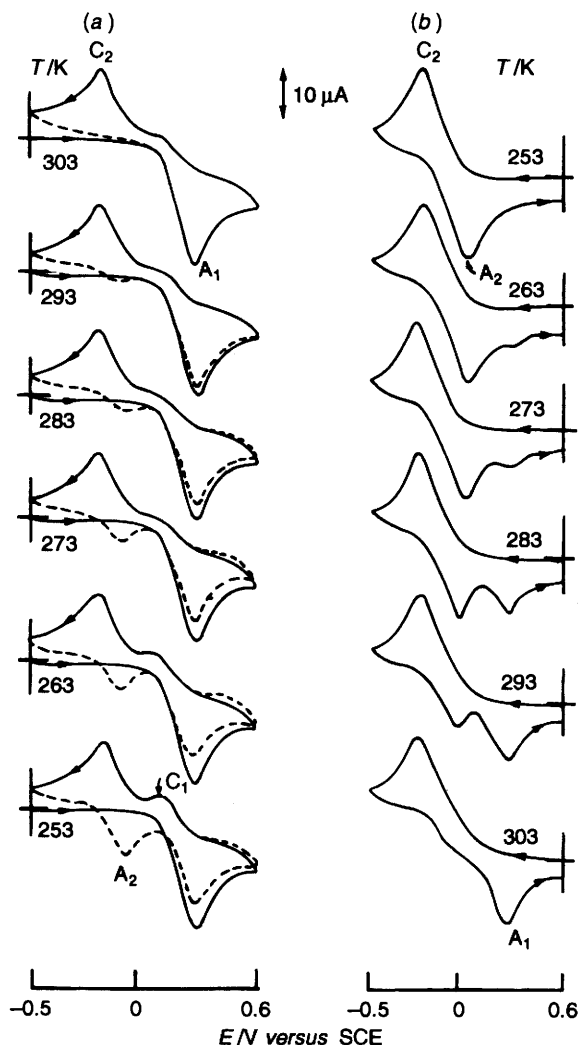 (a)
C₂
T/K
10 μA
303
A₁
293
283
273
263
C₁
253
A₂
−0.5 0 0.6
(b)
C₂
T/K
253
A₂
263
273
283
293
303
A₁
−0.5 0 0.6
E/V versus SCE